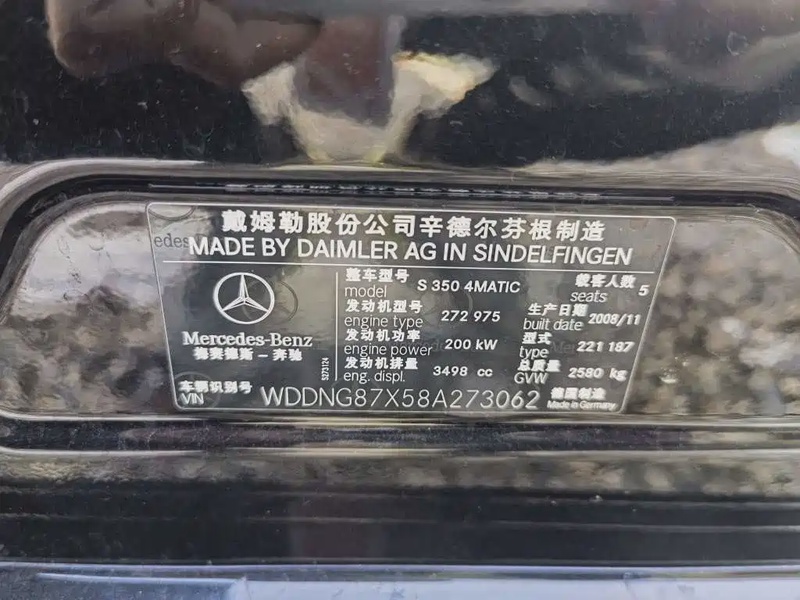 戴姆勒股份公司辛德尔芬根制造
MADE BY DAIMLER AG IN SINDELFINGEN
Mercedes-Benz
梅赛德斯－奔驰
整车型号
model S 350 4MATIC
载客人数
seats 5
发动机型号
engine type 272 975
生产日期
built date 2008/11
发动机功率
engine power 200 kW
型式
type 221 187
发动机排量
eng. displ. 3498 cc
总质量
GVW 2580 kg
车辆识别号
VIN WDDNG87X58A273062
德国制造
Made in Germany